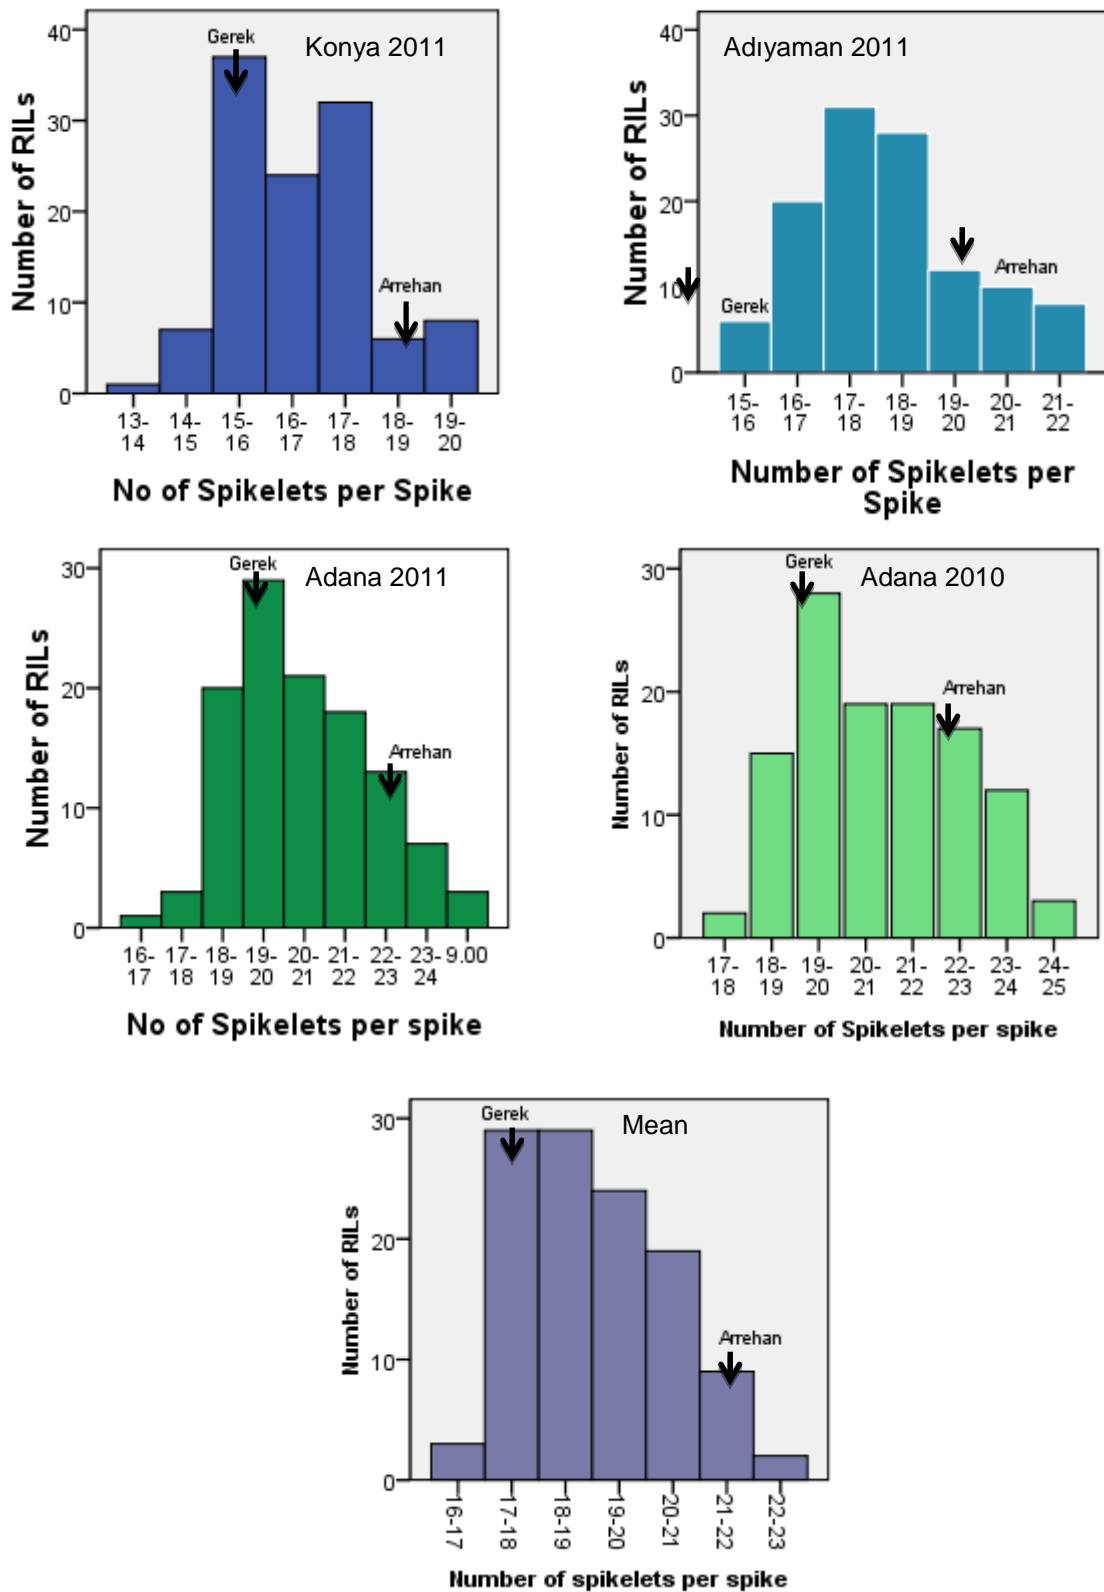 Konya 2011
Gerek
Arrehan
Number of RILs
40
30
20
10
0
13-14
14-15
15-16
16-17
17-18
18-19
19-20
No of Spikelets per Spike
Adıyaman 2011
Gerek
Arrehan
Number of RILs
40
30
20
10
0
15-16
16-17
17-18
18-19
19-20
20-21
21-22
Number of Spikelets per
Spike
Adana 2011
Gerek
Arrehan
Number of RILs
30
20
10
0
16-17
17-18
18-19
19-20
20-21
21-22
22-23
23-24
9.00
No of Spikelets per spike
Adana 2010
Gerek
Arrehan
Number of RILs
30
20
10
0
17-18
18-19
19-20
20-21
21-22
22-23
23-24
24-25
Number of Spikelets per spike
Mean
Gerek
Arrehan
Number of RILs
30
20
10
0
16-17
17-18
18-19
19-20
20-21
21-22
22-23
Number of spikelets per spike